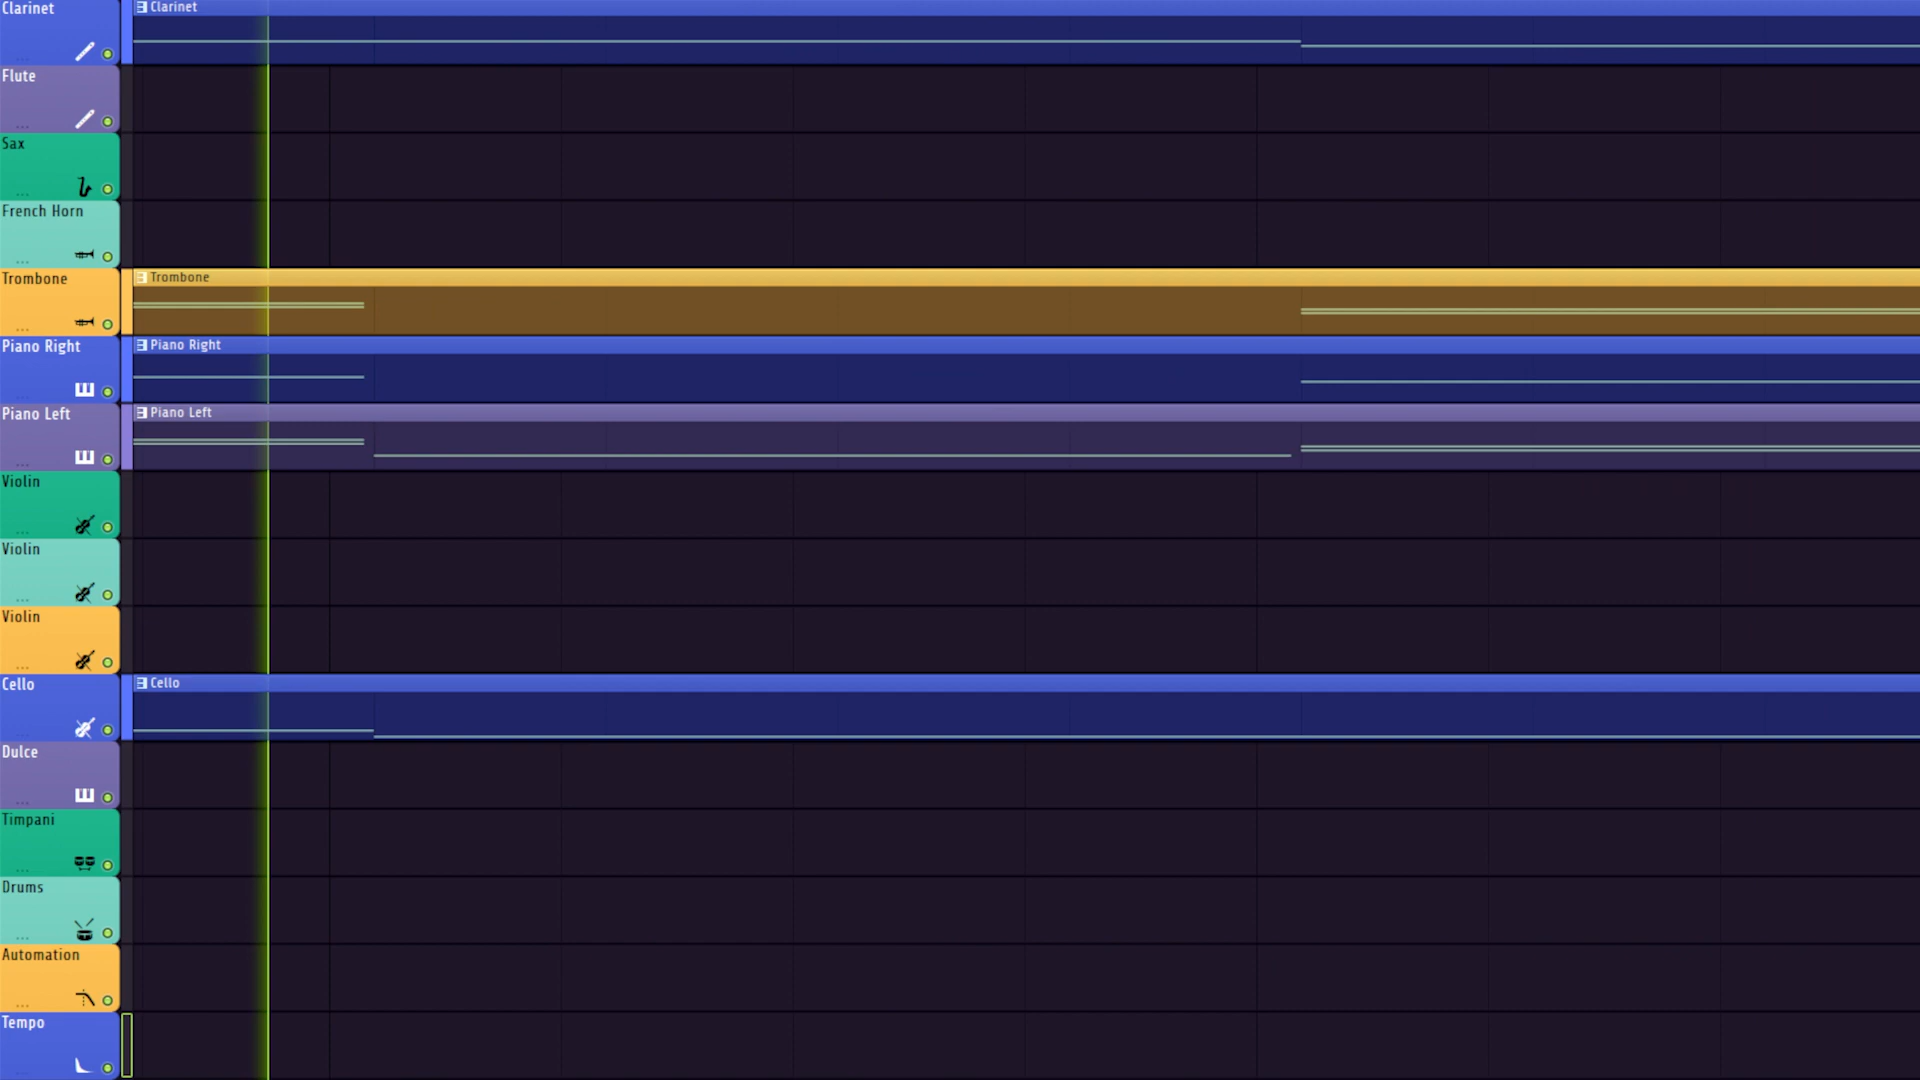 Clarinet
Clarinet
Flute
Sax
French Horn
Trombone
Trombone
Piano Right
Piano Right
Piano Left
Piano Left
Violin
Violin
Violin
Cello
Cello
Dulce
Timpani
Drums
Automation
Tempo